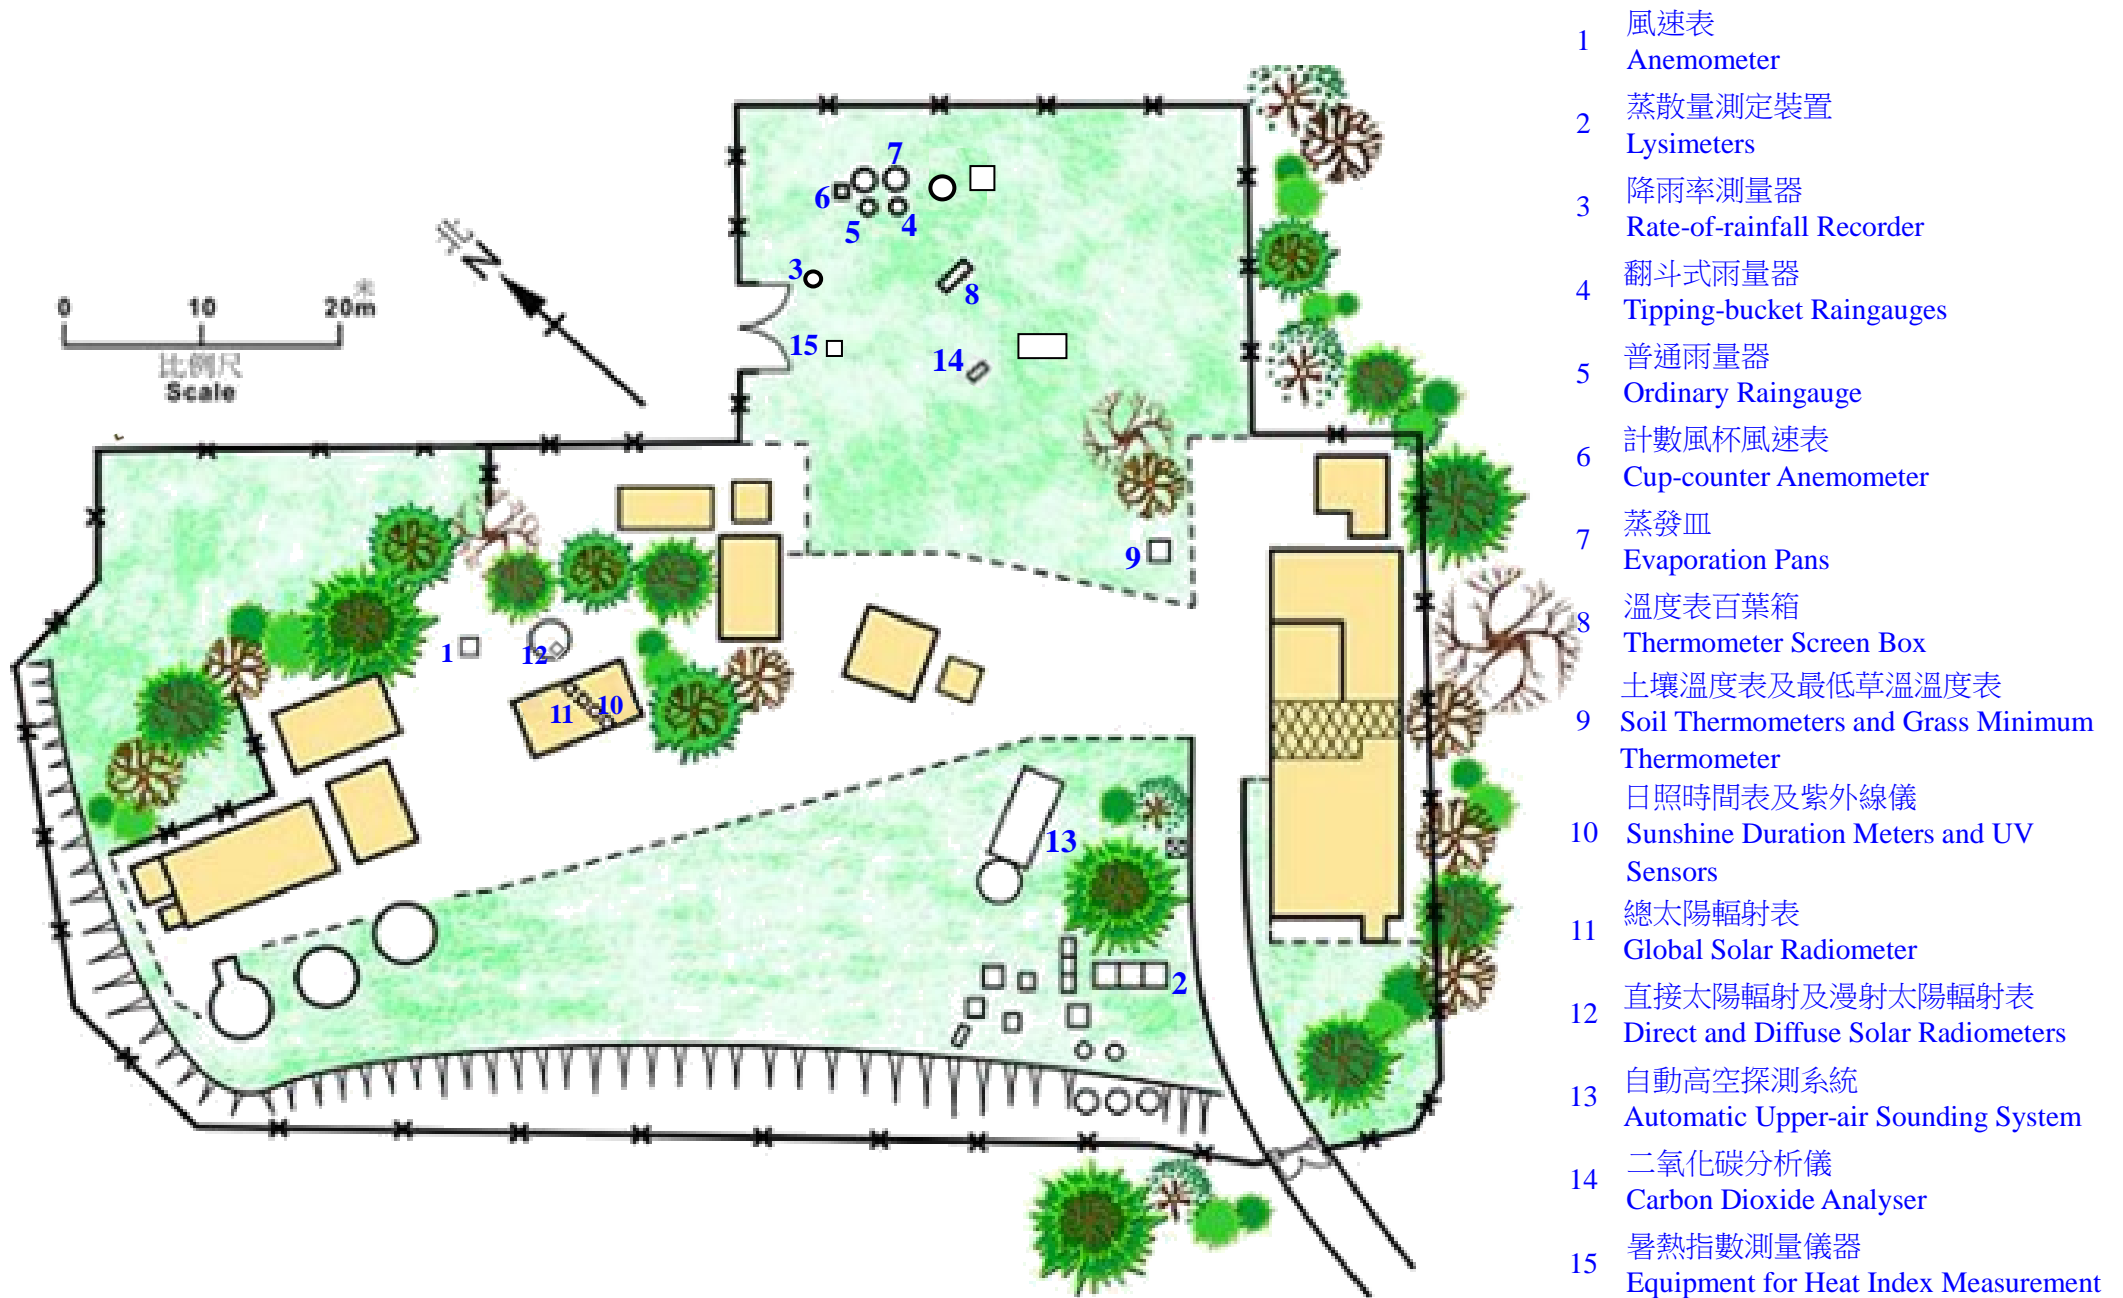 7
6
5
4
3
8
15
14
北
N
0 10 20m
米
比例尺
Scale
9
1
12
11
10
13
2
1
風速表
Anemometer
2
蒸散量測定裝置
Lysimeters
3
降雨率測量器
Rate-of-rainfall Recorder
4
翻斗式雨量器
Tipping-bucket Raingauges
5
普通雨量器
Ordinary Raingauge
6
計數風杯風速表
Cup-counter Anemometer
7
蒸發皿
Evaporation Pans
8
溫度表百葉箱
Thermometer Screen Box
9
土壤溫度表及最低草溫溫度表
Soil Thermometers and Grass Minimum
Thermometer
10
日照時間表及紫外線儀
Sunshine Duration Meters and UV
Sensors
11
總太陽輻射表
Global Solar Radiometer
12
直接太陽輻射及漫射太陽輻射表
Direct and Diffuse Solar Radiometers
13
自動高空探測系統
Automatic Upper-air Sounding System
14
二氧化碳分析儀
Carbon Dioxide Analyser
15
暑熱指數測量儀器
Equipment for Heat Index Measurement